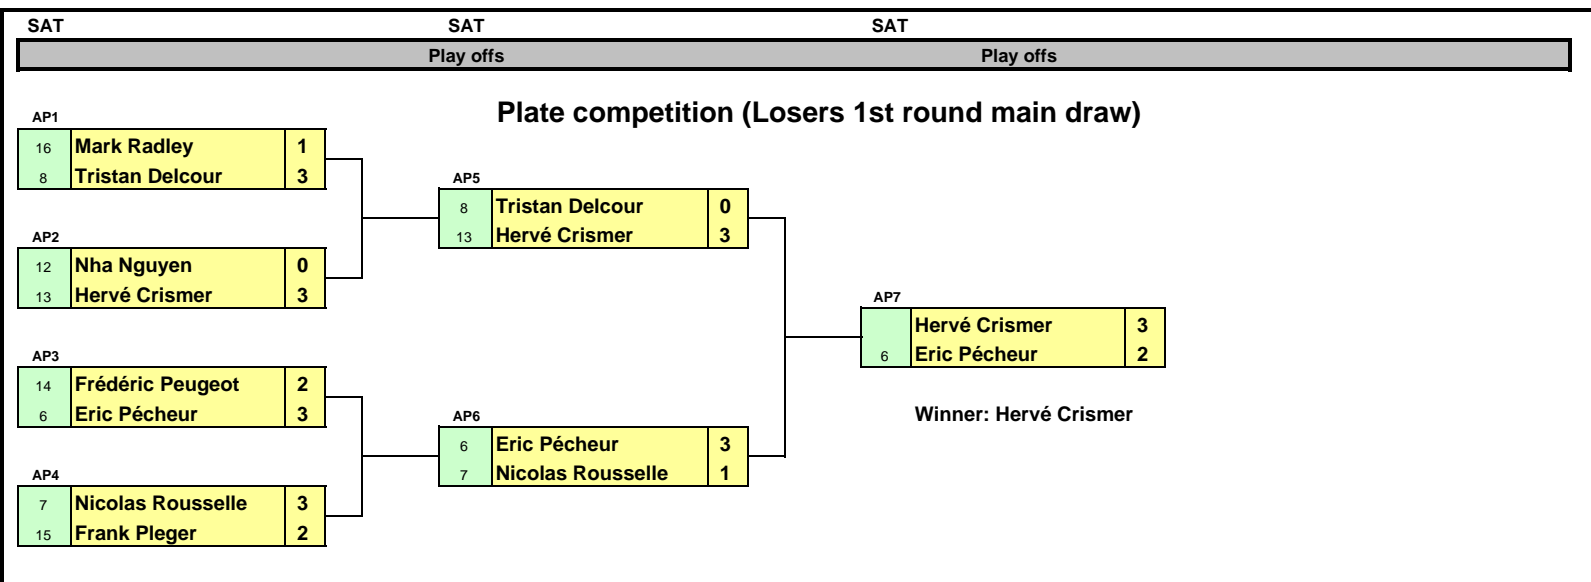 SAT SAT SAT
Play offs Play offs
Plate competition (Losers 1st round main draw)
AP1
16 Mark Radley 1
8 Tristan Delcour 3
AP2
12 Nha Nguyen 0
13 Hervé Crismer 3
AP3
14 Frédéric Peugeot 2
6 Eric Pécheur 3
AP4
7 Nicolas Rousselle 3
15 Frank Pleger 2
AP5
8 Tristan Delcour 0
13 Hervé Crismer 3
AP6
6 Eric Pécheur 3
7 Nicolas Rousselle 1
AP7
Hervé Crismer 3
6 Eric Pécheur 2
Winner: Hervé Crismer